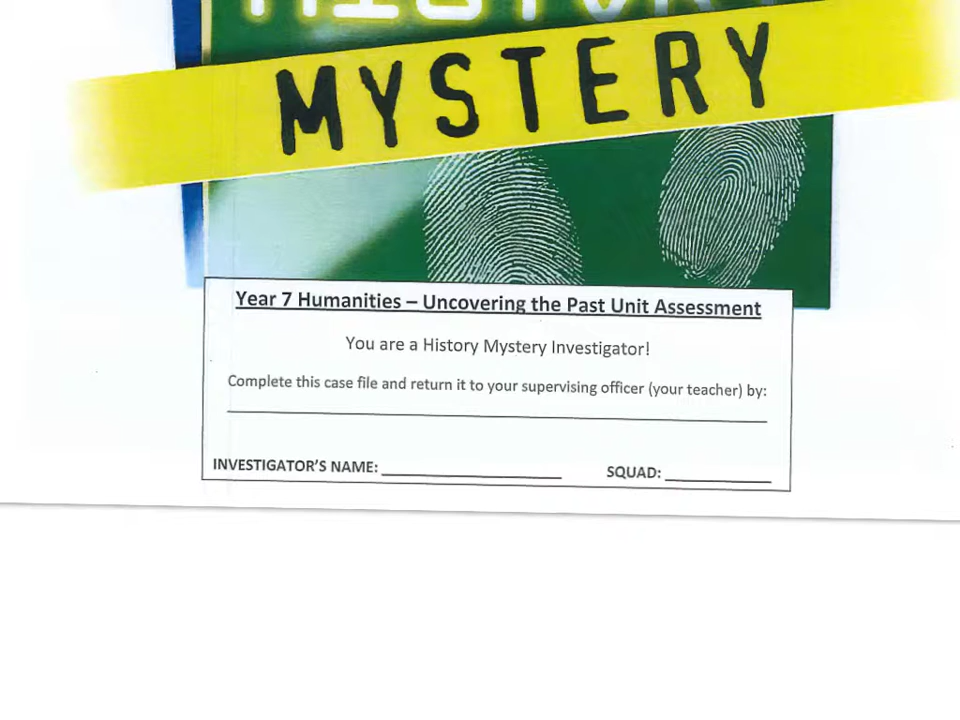 HISTORY
MYSTERY
Year 7 Humanities – Uncovering the Past Unit Assessment
You are a History Mystery Investigator!
Complete this case file and return it to your supervising officer (your teacher) by:
INVESTIGATOR'S NAME:
SQUAD: